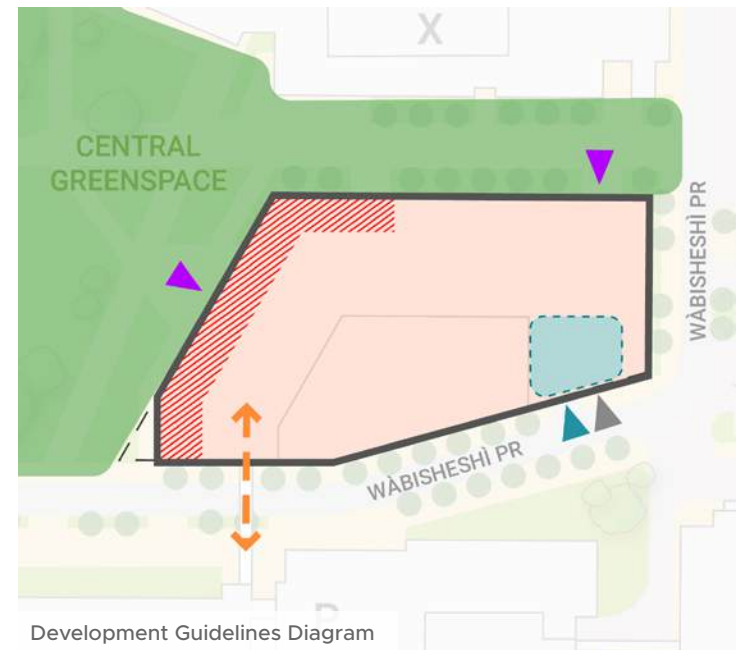 X
CENTRAL
GREENSPACE
WÀBISHESHÌ PR
WÀBISHESHÌ PR
Development Guidelines Diagram